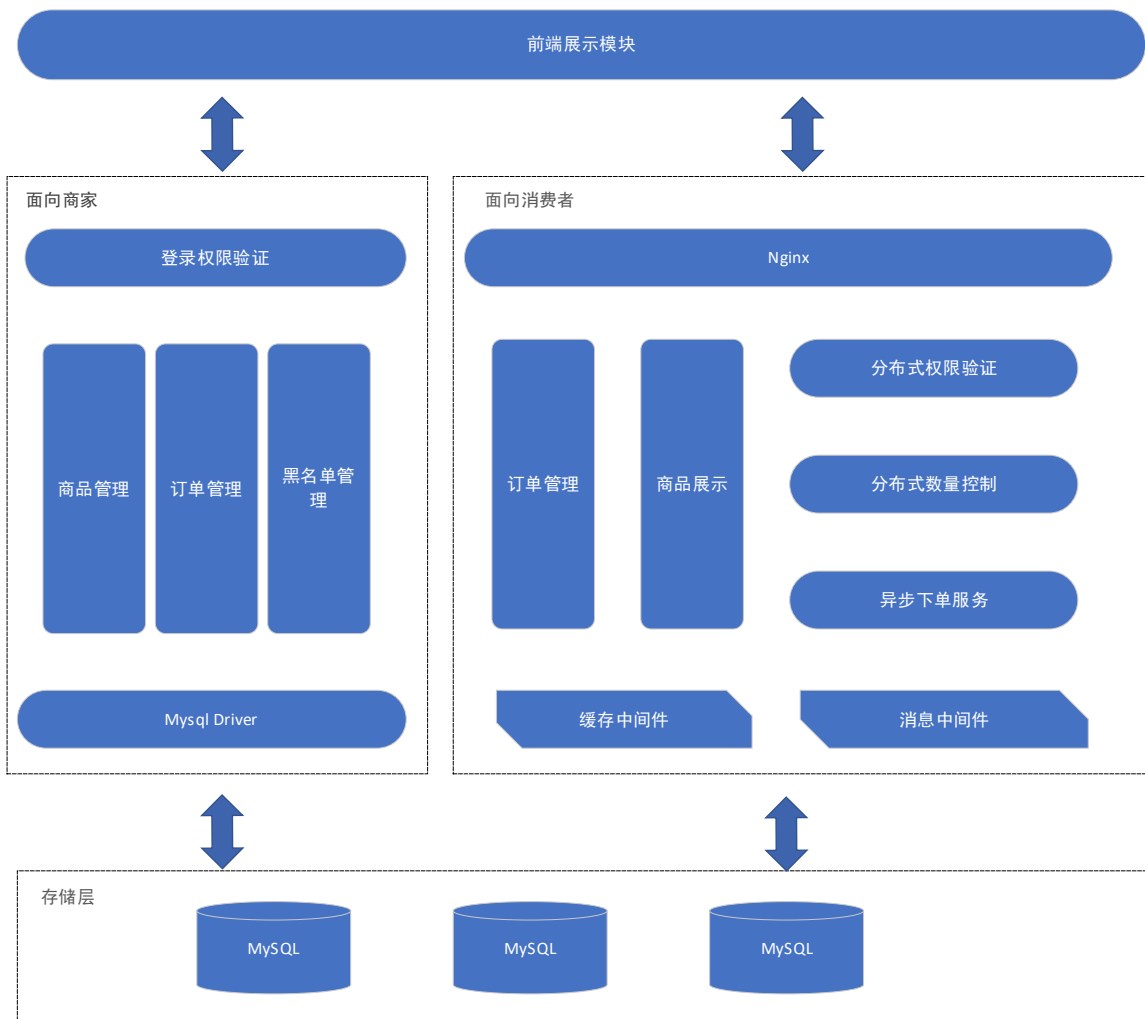 前端展示模块
面向商家
登录权限验证
商品管理
订单管理
黑名单管
理
Mysql Driver
面向消费者
Nginx
订单管理
商品展示
分布式权限验证
分布式数量控制
异步下单服务
缓存中间件
消息中间件
存储层
MySQL
MySQL
MySQL